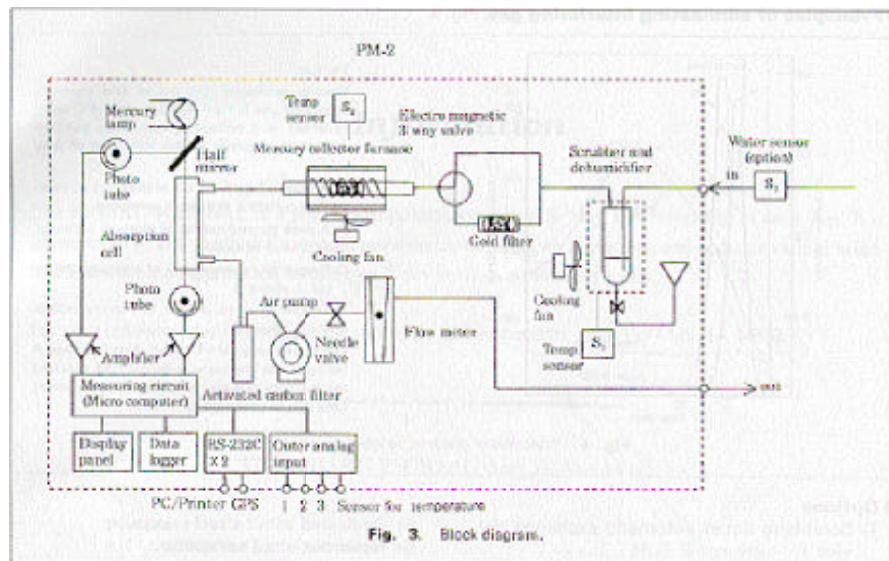 PM-2
Mercury
lamp
Temp
sensor
Electro magnetic
3 way valve
Half
mirror
Mercury collector furnace
Scrubber and
dehumidifier
Water sensor
(option)
in
Photo
tube
Absorption
cell
Gold filter
Cooling fan
Photo
tube
Air pump
Needle
valve
Flow meter
Cooling
fan
Temp
sensor
Amplifier
Measuring circuit
(Micro computer)
Activated carbon filter
out
Display
panel
Data
logger
RS-232C
X 2
Outer analog
input
PC/Printer GPS 1 2 3 Sensor for temperature
Fig. 3. Block diagram.